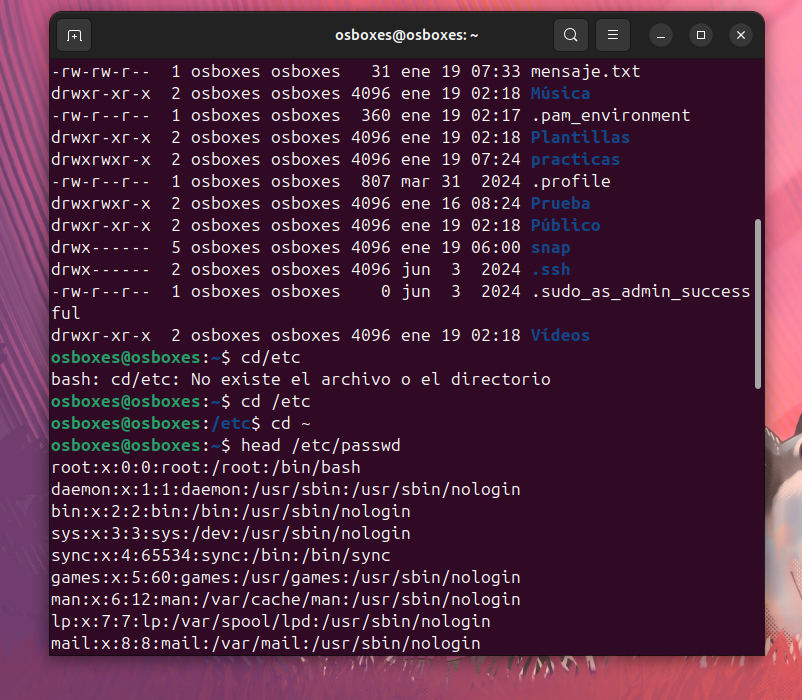 osboxes@osboxes: ~
-rw-rw-r--  1 osboxes osboxes   31 ene 19 07:33 mensaje.txt
drwxr-xr-x  2 osboxes osboxes 4096 ene 19 02:18 Música
-rw-r--r--  1 osboxes osboxes  360 ene 19 02:17 .pam_environment
drwxr-xr-x  2 osboxes osboxes 4096 ene 19 02:18 Plantillas
drwxrwxr-x  2 osboxes osboxes 4096 ene 19 07:24 practicas
-rw-r--r--  1 osboxes osboxes  807 mar 31  2024 .profile
drwxrwxr-x  2 osboxes osboxes 4096 ene 16 08:24 Prueba
drwxr-xr-x  2 osboxes osboxes 4096 ene 19 02:18 Público
drwx------  5 osboxes osboxes 4096 ene 19 06:00 snap
drwx------  2 osboxes osboxes 4096 jun  3  2024 .ssh
-rw-r--r--  1 osboxes osboxes    0 jun  3  2024 .sudo_as_admin_success
ful
drwxr-xr-x  2 osboxes osboxes 4096 ene 19 02:18 Vídeos
osboxes@osboxes:~$ cd/etc
bash: cd/etc: No existe el archivo o el directorio
osboxes@osboxes:~$ cd /etc
osboxes@osboxes:/etc$ cd ~
osboxes@osboxes:~$ head /etc/passwd
root:x:0:0:root:/root:/bin/bash
daemon:x:1:1:daemon:/usr/sbin:/usr/sbin/nologin
bin:x:2:2:bin:/bin:/usr/sbin/nologin
sys:x:3:3:sys:/dev:/usr/sbin/nologin
sync:x:4:65534:sync:/bin:/bin/sync
games:x:5:60:games:/usr/games:/usr/sbin/nologin
man:x:6:12:man:/var/cache/man:/usr/sbin/nologin
lp:x:7:7:lp:/var/spool/lpd:/usr/sbin/nologin
mail:x:8:8:mail:/var/mail:/usr/sbin/nologin